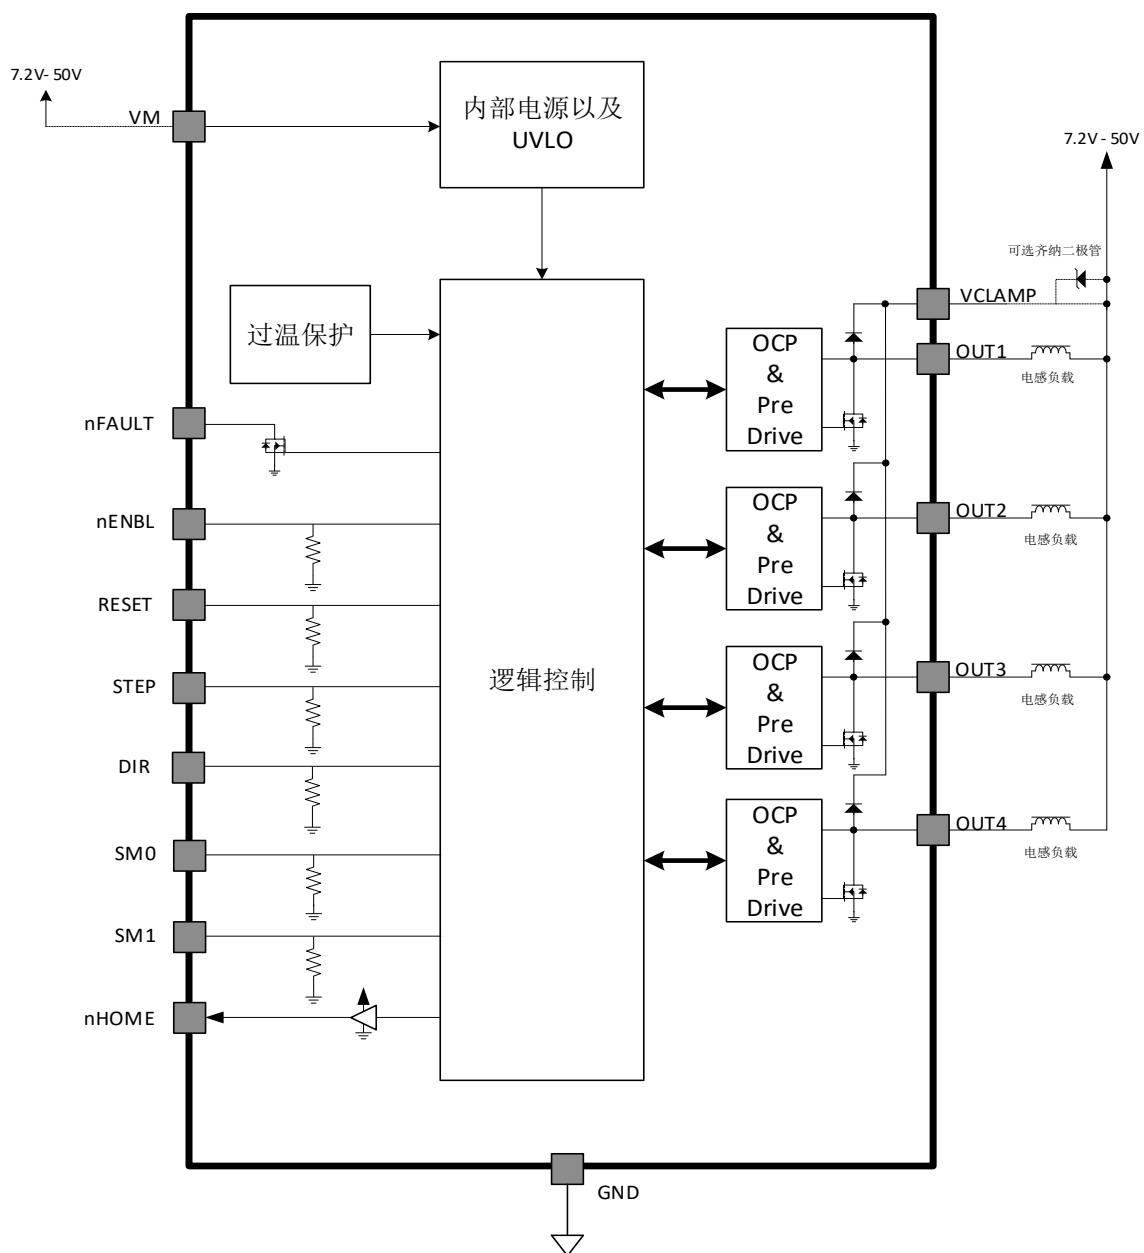 7.2V- 50V
VM
内部电源以及
UVLO
7.2V - 50V
可选齐纳二极管
VCLAMP
过温保护
OCP
&
Pre
Drive
OUT1
电感负载
nFAULT
nENBL
OCP
&
Pre
Drive
OUT2
电感负载
RESET
STEP
逻辑控制
OCP
&
Pre
Drive
OUT3
电感负载
DIR
SM0
OCP
&
Pre
Drive
OUT4
电感负载
SM1
nHOME
GND